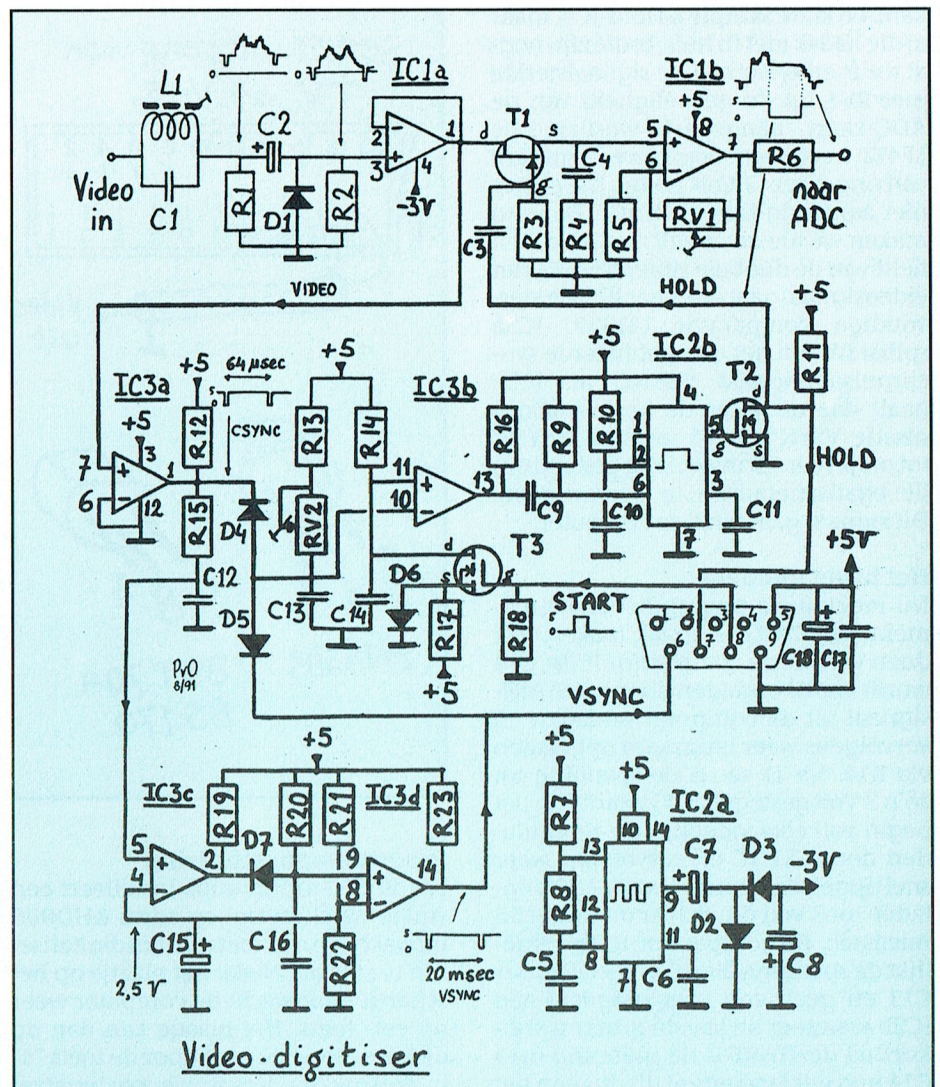 L1
C1
Video in
R1
C2
D1
R2
IC1a
2
3
1
4
-3V
d
T1
s
g
C3
R3
C4
R4
R5
IC1b
+5
5
6
8
7
RV1
R6
naar ADC
VIDEO
HOLD
+5
R11
IC3a
+5
64 µsec
CSYNC
R12
+5
3
7
6
1
12
R15
D4
C12
D5
PvO
8/91
+5
R13
R14
RV2
C13
C14
IC3b
11
10
13
+5
R16
R9
R10
C9
C10
IC2b
1
2
6
4
5
3
7
C11
T2
d
g
s
HOLD
T3
d
s
g
D6
R17
+5
R18
START
1
2
3
4
5
6
7
8
9
+5V
C18
C17
VSYNC
IC3c
5
4
2
2,5 V
C15
R19
D7
+5
R20
R21
C16
R22
IC3d
9
8
14
R23
20 msec
VSYNC
+5
R7
R8
C5
13
12
8
+5
10
14
IC2a
9
11
7
C6
C7
D2
D3
C8
-3V
Video-digitiser